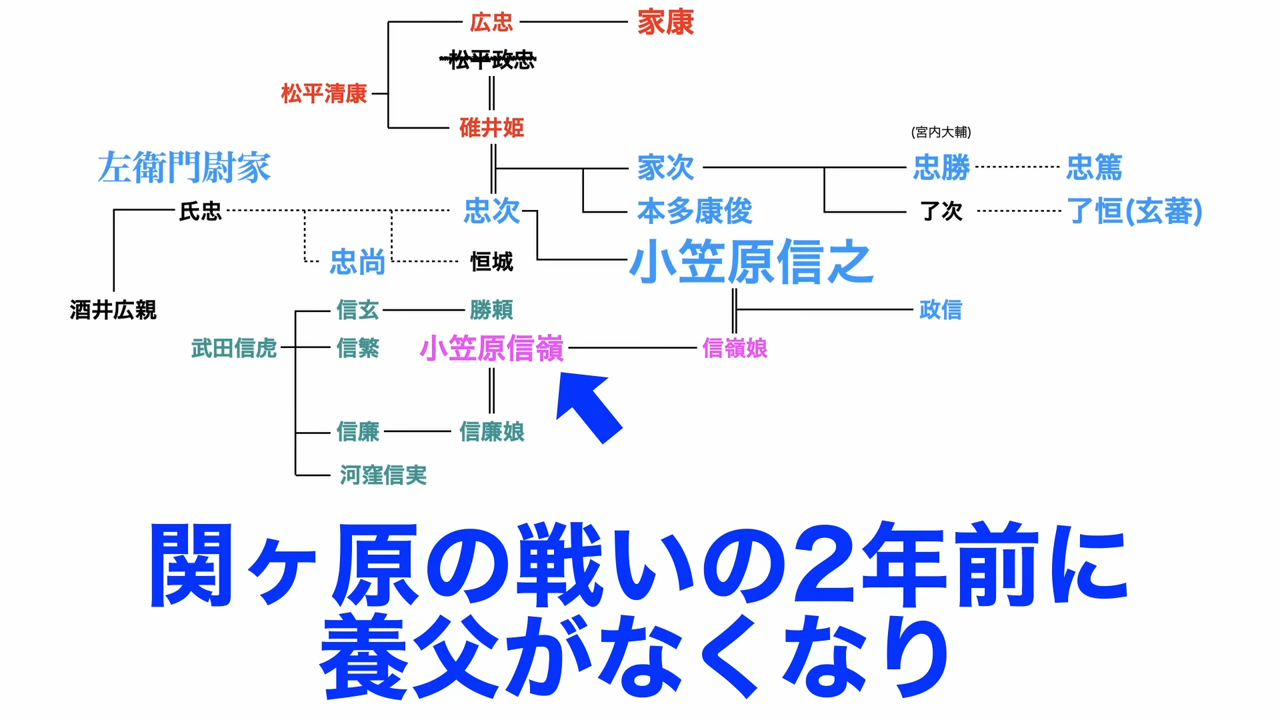 広忠
家康
松平政忠
松平清康
碓井姫
(宮内大輔)
左衛門尉家
家次
忠勝
忠篤
氏忠
忠次
本多康俊
了次
了恒(玄蕃)
忠尚
恒城
小笠原信之
酒井広親
信玄
勝頼
政信
武田信虎
信繁
小笠原信嶺
信嶺娘
信廉
信廉娘
河窪信実
関ヶ原の戦いの2年前に
養父がなくなり